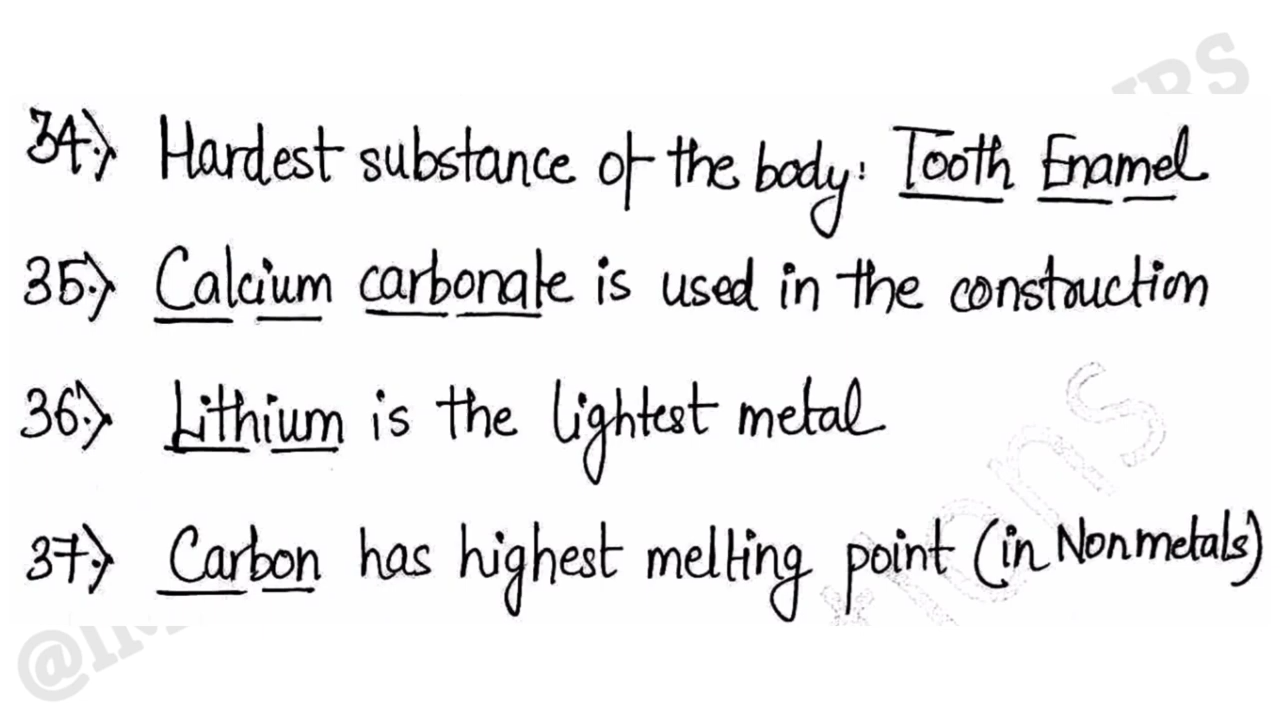 34.) Hardest substance of the body: Tooth Enamel
35.) Calcium carbonate is used in the construction
36.) Lithium is the lightest metal
37.) Carbon has highest melting point (in Nonmetals)